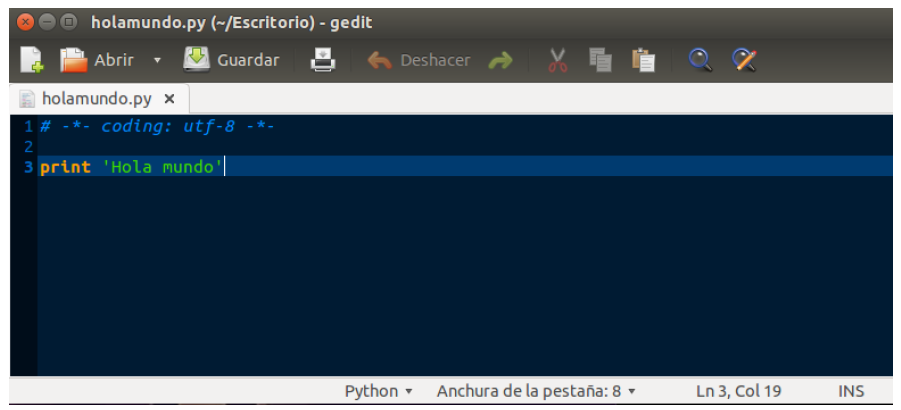 holamundo.py (~/Escritorio) - gedit
Abrir Guardar Deshacer
holamundo.py ×
1 # -*- coding: utf-8 -*-
2
3 print 'Hola mundo'
Python Anchura de la pestaña: 8 Ln 3, Col 19 INS